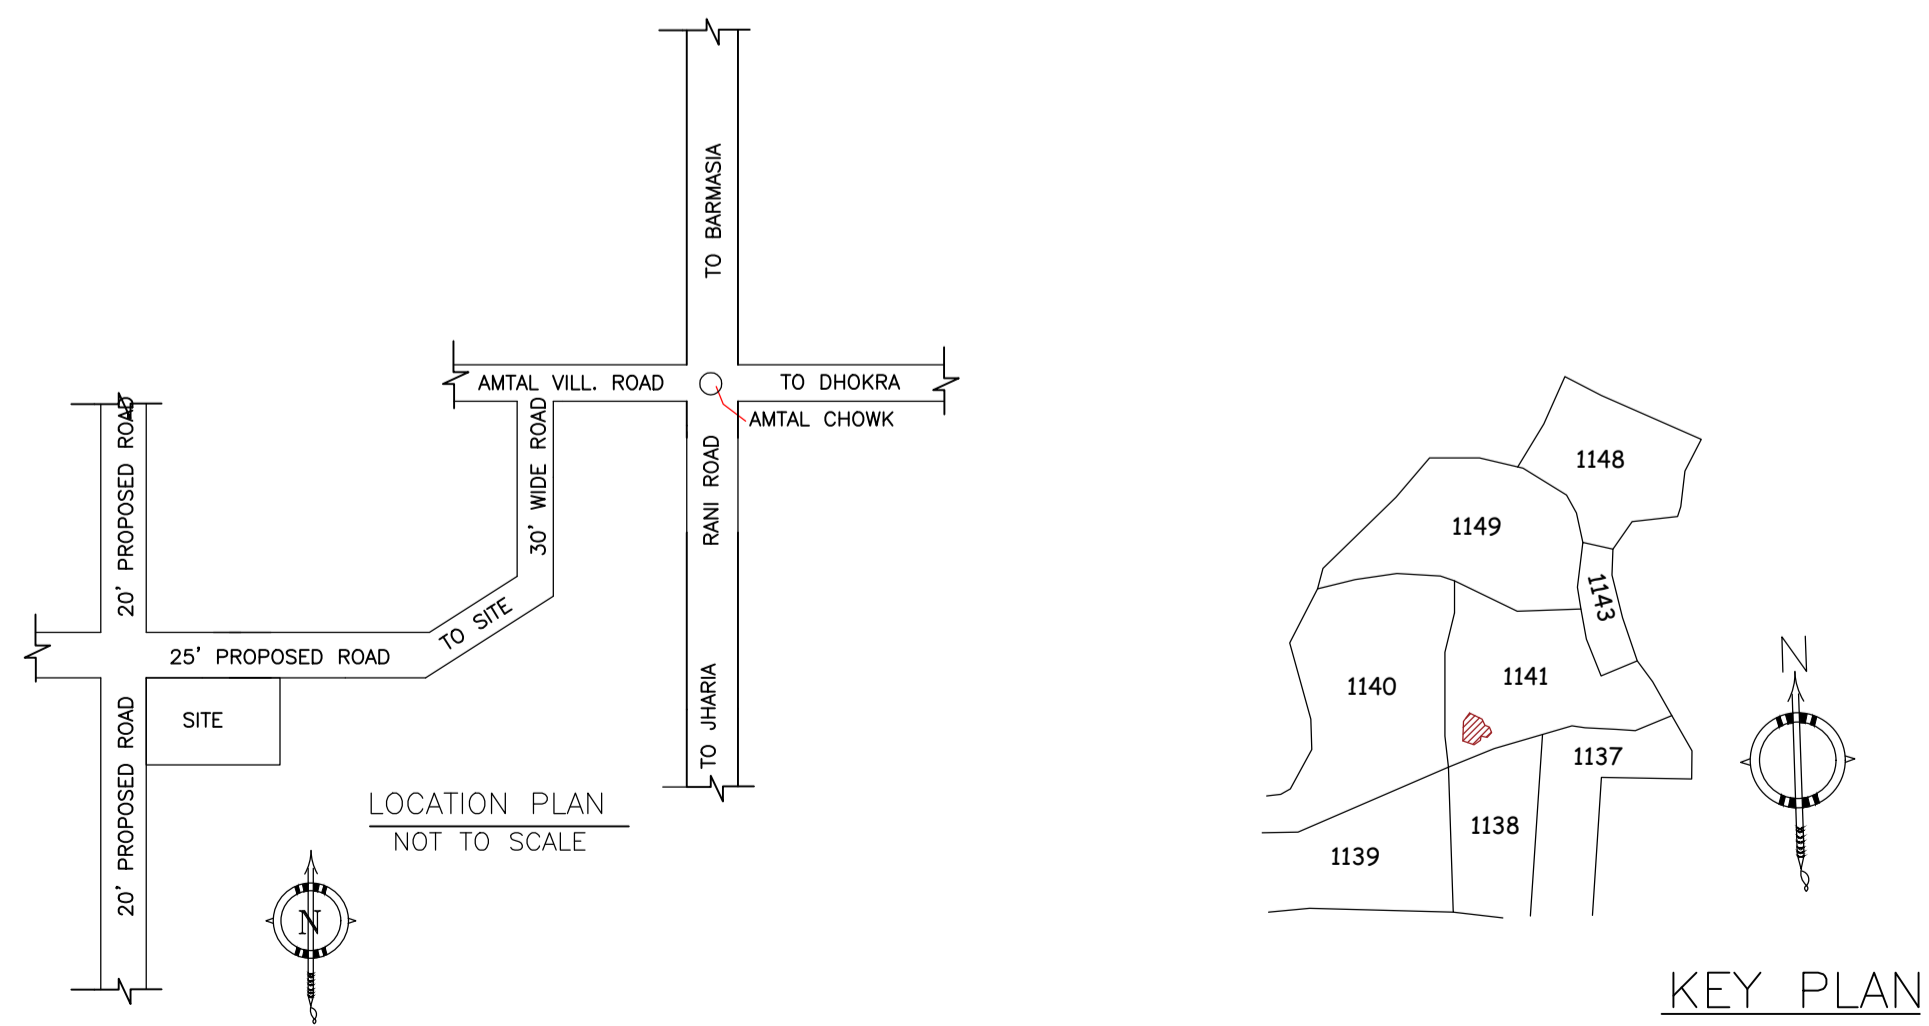 TO BARMASIA
AMTAL VILL. ROAD
TO DHOKRA
AMTAL CHOWK
20' PROPOSED ROAD
30' WIDE ROAD
RANI ROAD
TO SITE
25' PROPOSED ROAD
SITE
20' PROPOSED ROAD
TO JHARIA
LOCATION PLAN
NOT TO SCALE
N
1148
1149
1143
1140
1141
1137
1138
1139
N
KEY PLAN